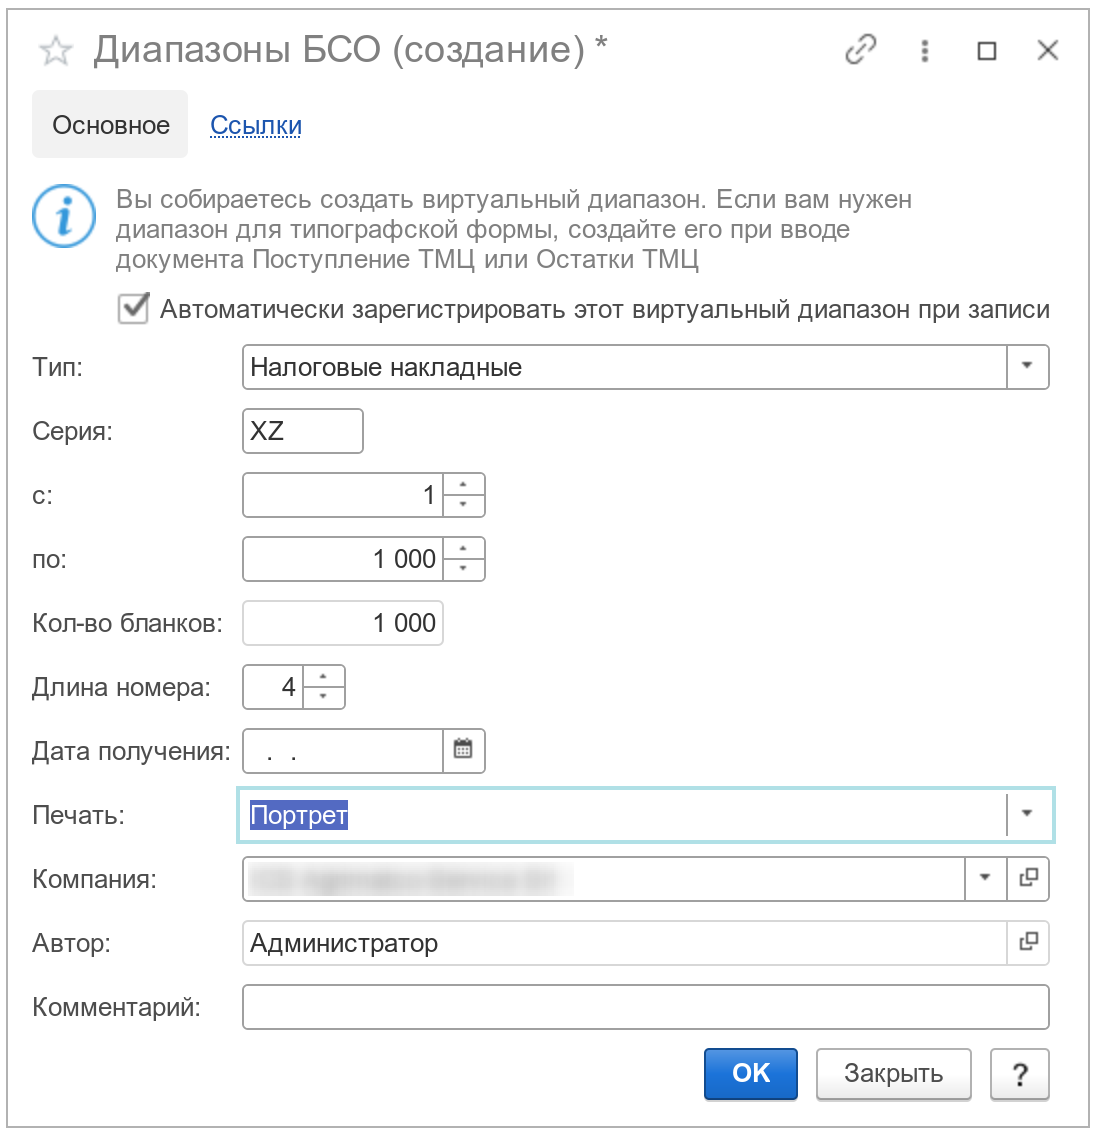 Диапазоны БСО (создание) *
Основное Ссылки
Вы собираетесь создать виртуальный диапазон. Если вам нужен
диапазон для типографской формы, создайте его при вводе
документа Поступление ТМЦ или Остатки ТМЦ
Автоматически зарегистрировать этот виртуальный диапазон при записи
Тип: Налоговые накладные
Серия: XZ
с: 1
по: 1 000
Кол-во бланков: 1 000
Длина номера: 4
Дата получения: . .
Печать: Портрет
Компания:
Автор: Администратор
Комментарий:
OK Закрыть ?